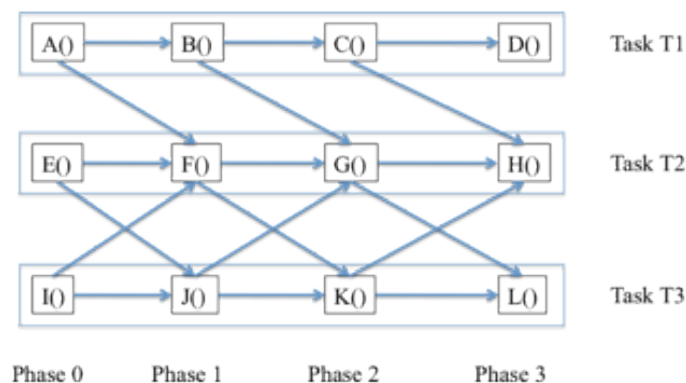 A() B() C() D() Task T1
E() F() G() H() Task T2
I() J() K() L() Task T3
Phase 0 Phase 1 Phase 2 Phase 3